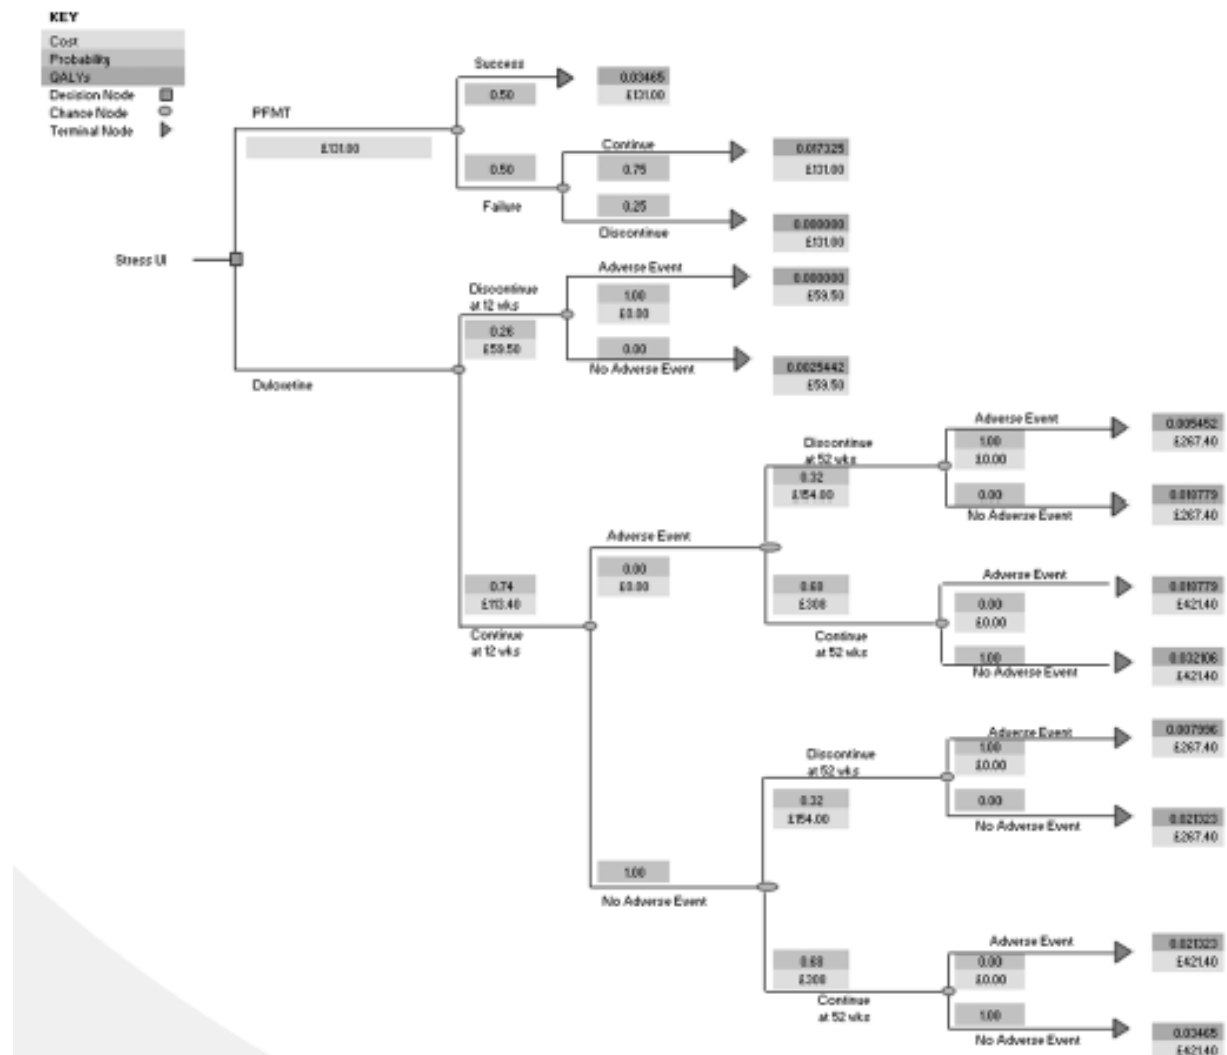 KEY
Cost
Probability
QALYs
Decision Node
Chance Node
Terminal Node
Stress UI
PFMT
£131.00
Success
0.50
0.03465
£131.00
0.50
Failure
Continue
0.75
0.017325
£131.00
0.25
Discontinue
0.000000
£131.00
Duloxetine
Discontinue
at 12 wks
0.26
£59.50
Adverse Event
1.00
£0.00
0.000000
£59.50
0.00
No Adverse Event
0.0025442
£59.50
0.74
£113.40
Continue
at 12 wks
Adverse Event
0.00
£0.00
Discontinue
at 52 wks
0.32
£154.00
Adverse Event
1.00
£0.00
0.005452
£267.40
0.00
No Adverse Event
£267.40
0.68
£308
Continue
at 52 wks
Adverse Event
0.00
£0.00
£421.40
1.00
No Adverse Event
0.032106
£421.40
1.00
No Adverse Event
Discontinue
at 52 wks
0.32
£154.00
Adverse Event
1.00
£0.00
0.007996
£267.40
0.00
No Adverse Event
0.021323
£267.40
0.68
£308
Continue
at 52 wks
Adverse Event
0.00
£0.00
0.021323
£421.40
1.00
No Adverse Event
0.03465
£421.40